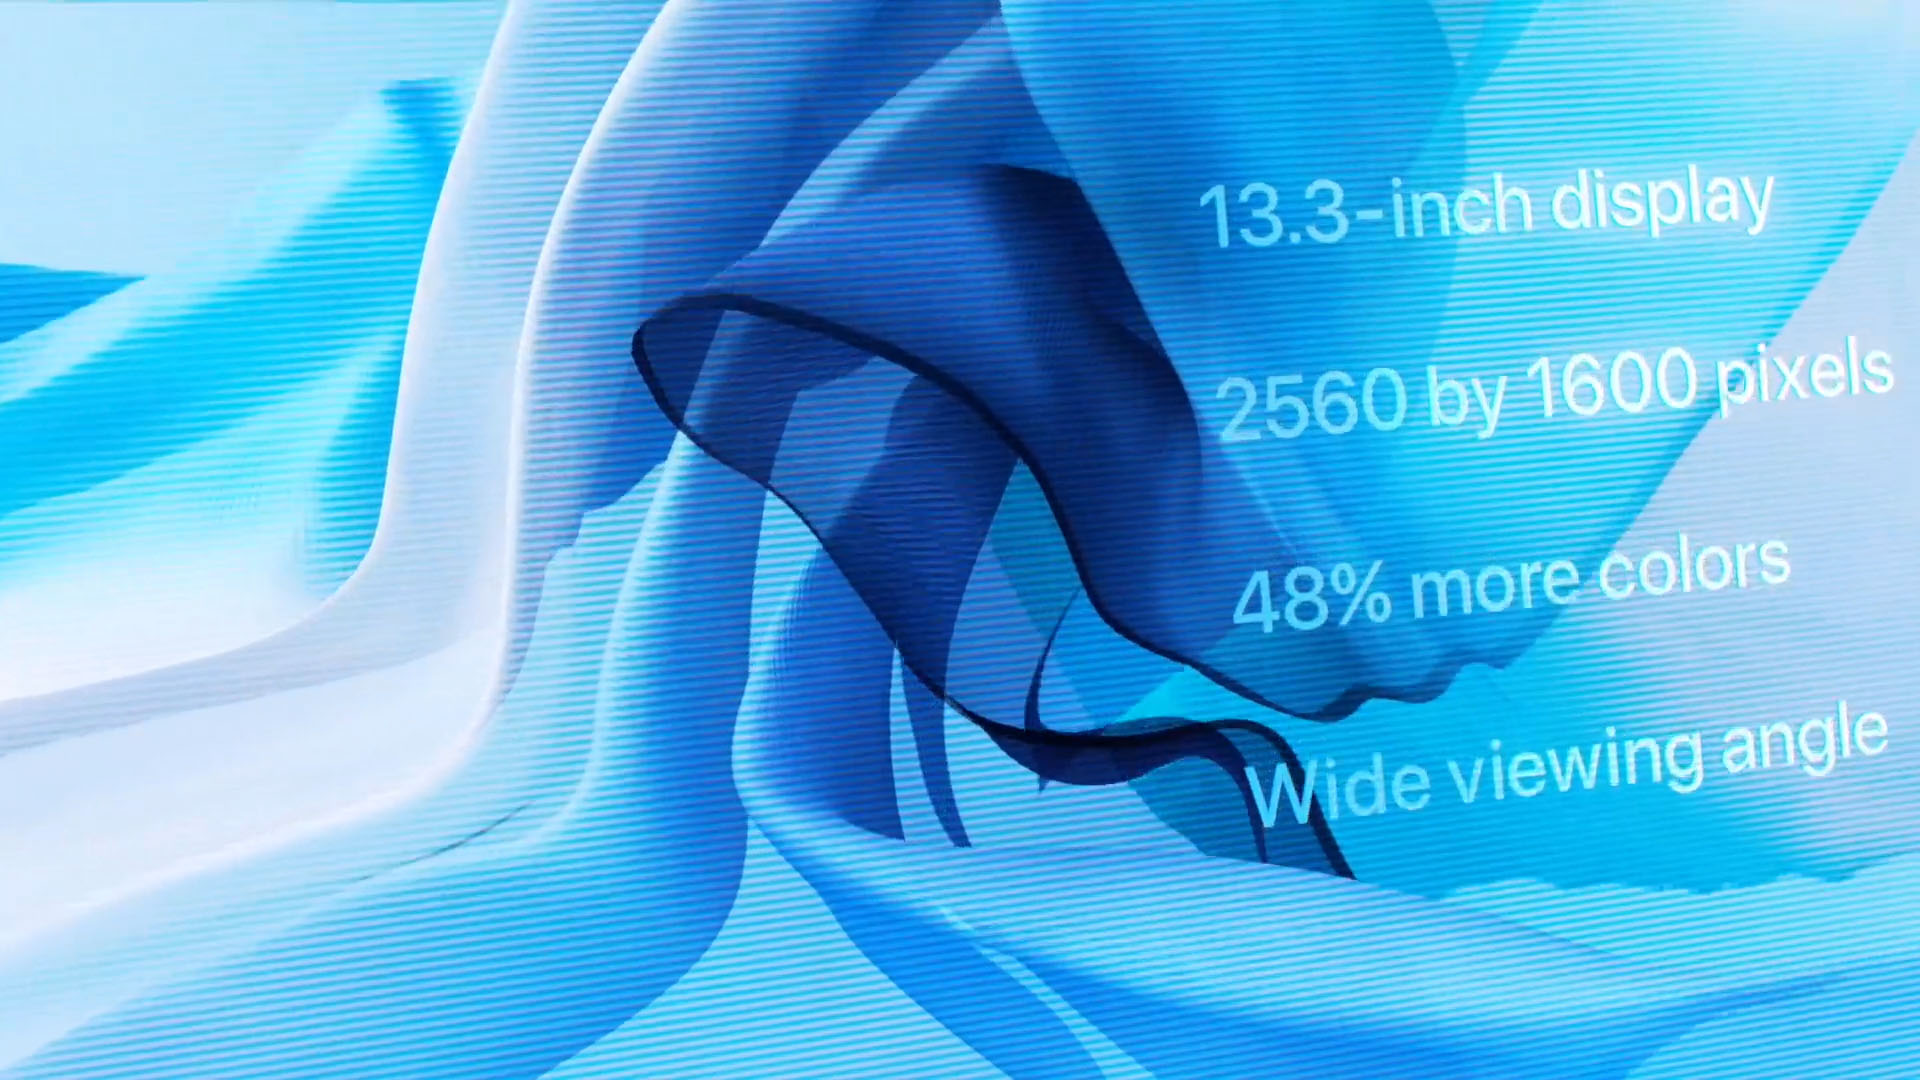 13.3-inch display
2560 by 1600 pixels
48% more colors
Wide viewing angle